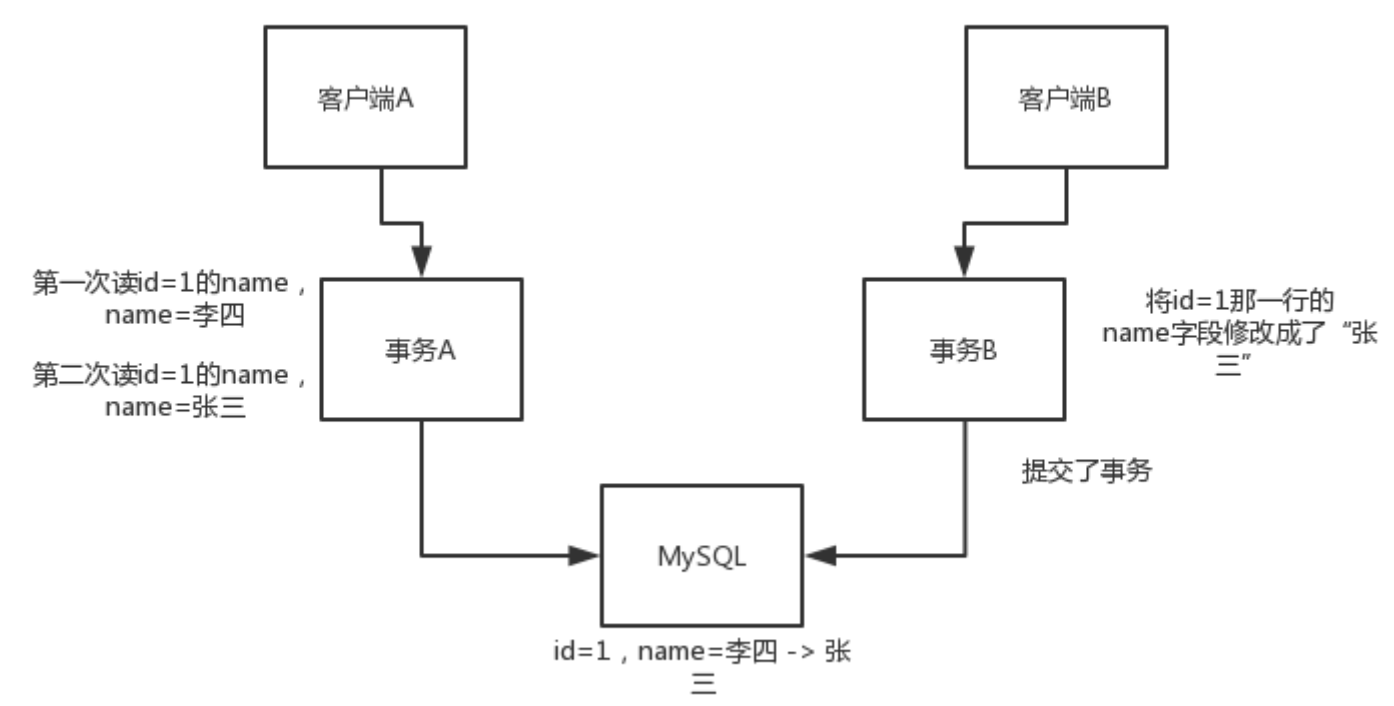 客户端A
客户端B
第一次读id=1的name，
name=李四
第二次读id=1的name，
name=张三
事务A
事务B
将id=1那一行的
name字段修改成了“张
三”
提交了事务
MySQL
id=1，name=李四 -> 张
三